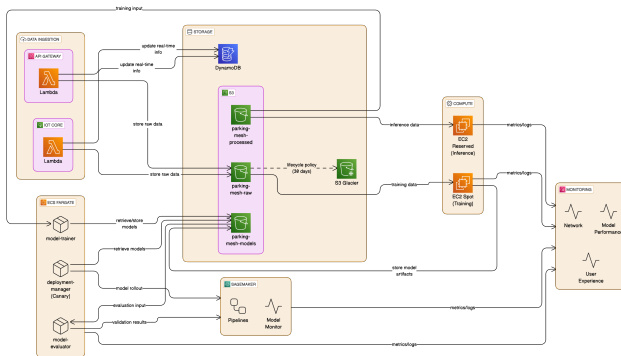 training input
DATA INGESTION
API GATEWAY
Lambda
IOT CORE
Lambda
update real-time
info
update real-time
info
store raw data
store raw data
STORAGE
DynamoDB
S3
parking-
mesh-
processed
parking-
mesh-raw
parking-
mesh-models
lifecycle policy
(30 days)
S3 Glacier
inference data
training data
COMPUTE
EC2
Reserved
(Inference)
EC2 Spot
(Training)
metrics/logs
metrics/logs
MONITORING
Network
Model
Performance
User
Experience
ECS FARGATE
model-trainer
deployment-
manager
(Canary)
model-
evaluator
retrieve/store
models
retrieve models
model rollout
evaluation input
validation results
store model
artifacts
SAGEMAKER
Pipelines
Model
Monitor
metrics/logs
metrics/logs